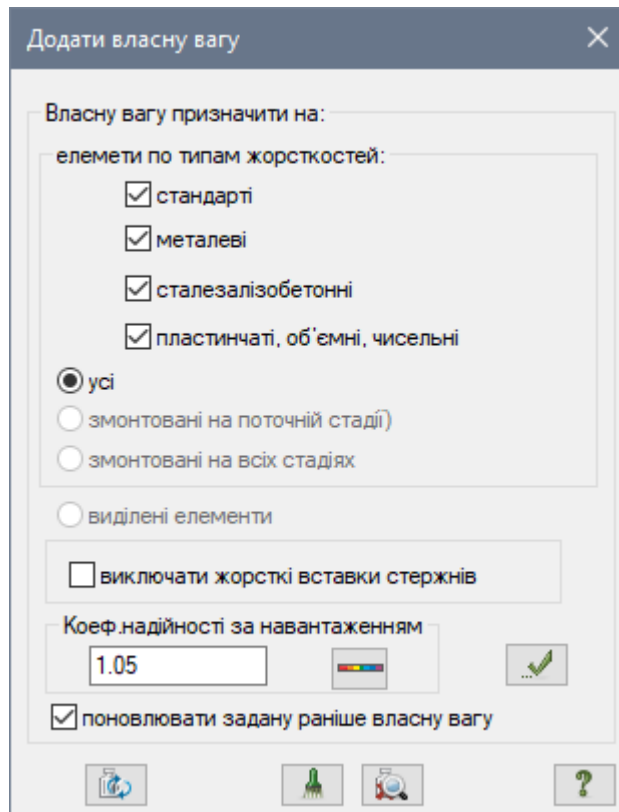 Додати власну вагу
Власну вагу призначити на:
елемети по типам жорсткостей:
стандарті
металеві
сталезалізобетонні
пластинчаті, об'ємні, чисельні
усі
змонтовані на поточній стадії)
змонтовані на всіх стадіях
виділені елементи
виключати жорсткі вставки стержнів
Коеф.надійності за навантаженням
1.05
поновлювати задану раніше власну вагу